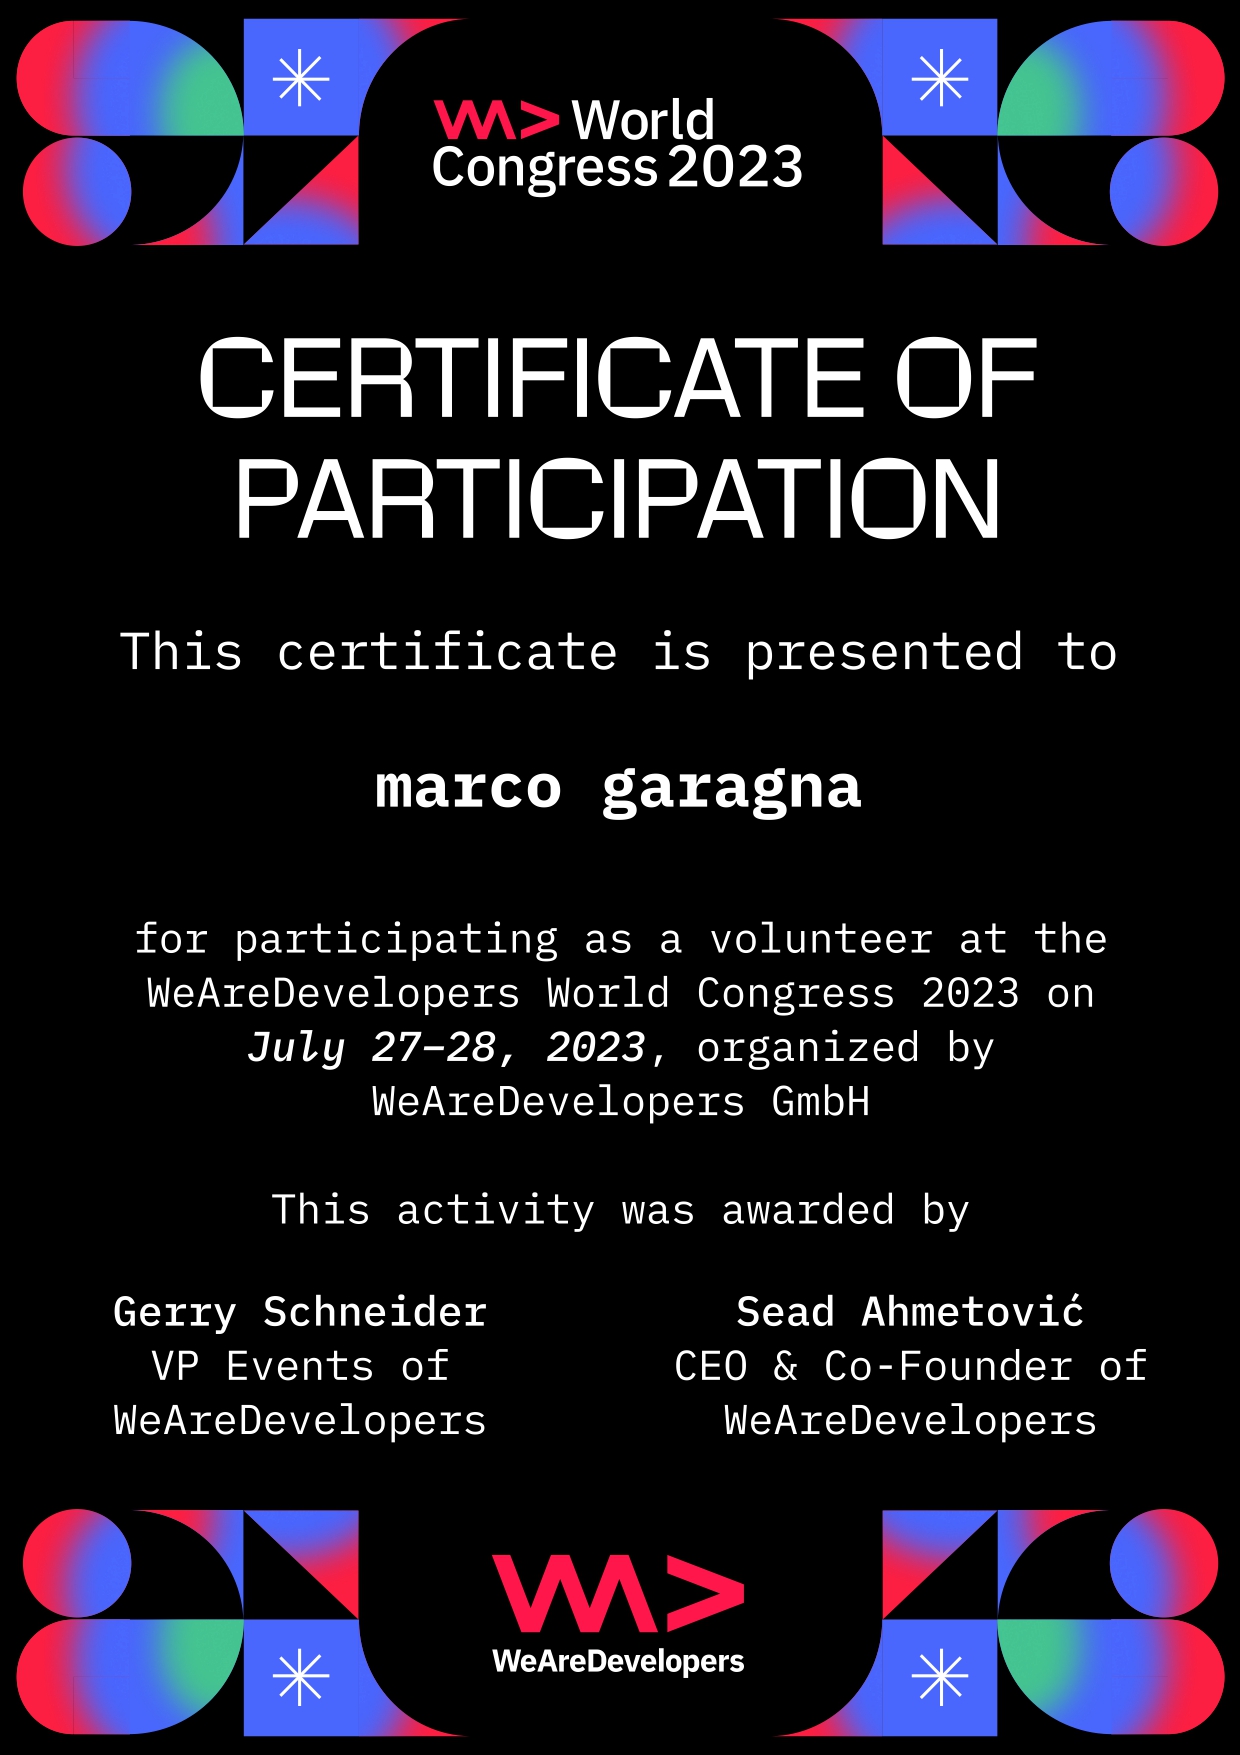 World
Congress 2023
CERTIFICATE OF
PARTICIPATION
This certificate is presented to
marco garagna
for participating as a volunteer at the
WeAreDevelopers World Congress 2023 on
July 27–28, 2023, organized by
WeAreDevelopers GmbH
This activity was awarded by
Gerry Schneider
VP Events of
WeAreDevelopers
Sead Ahmetović
CEO & Co-Founder of
WeAreDevelopers
WeAreDevelopers